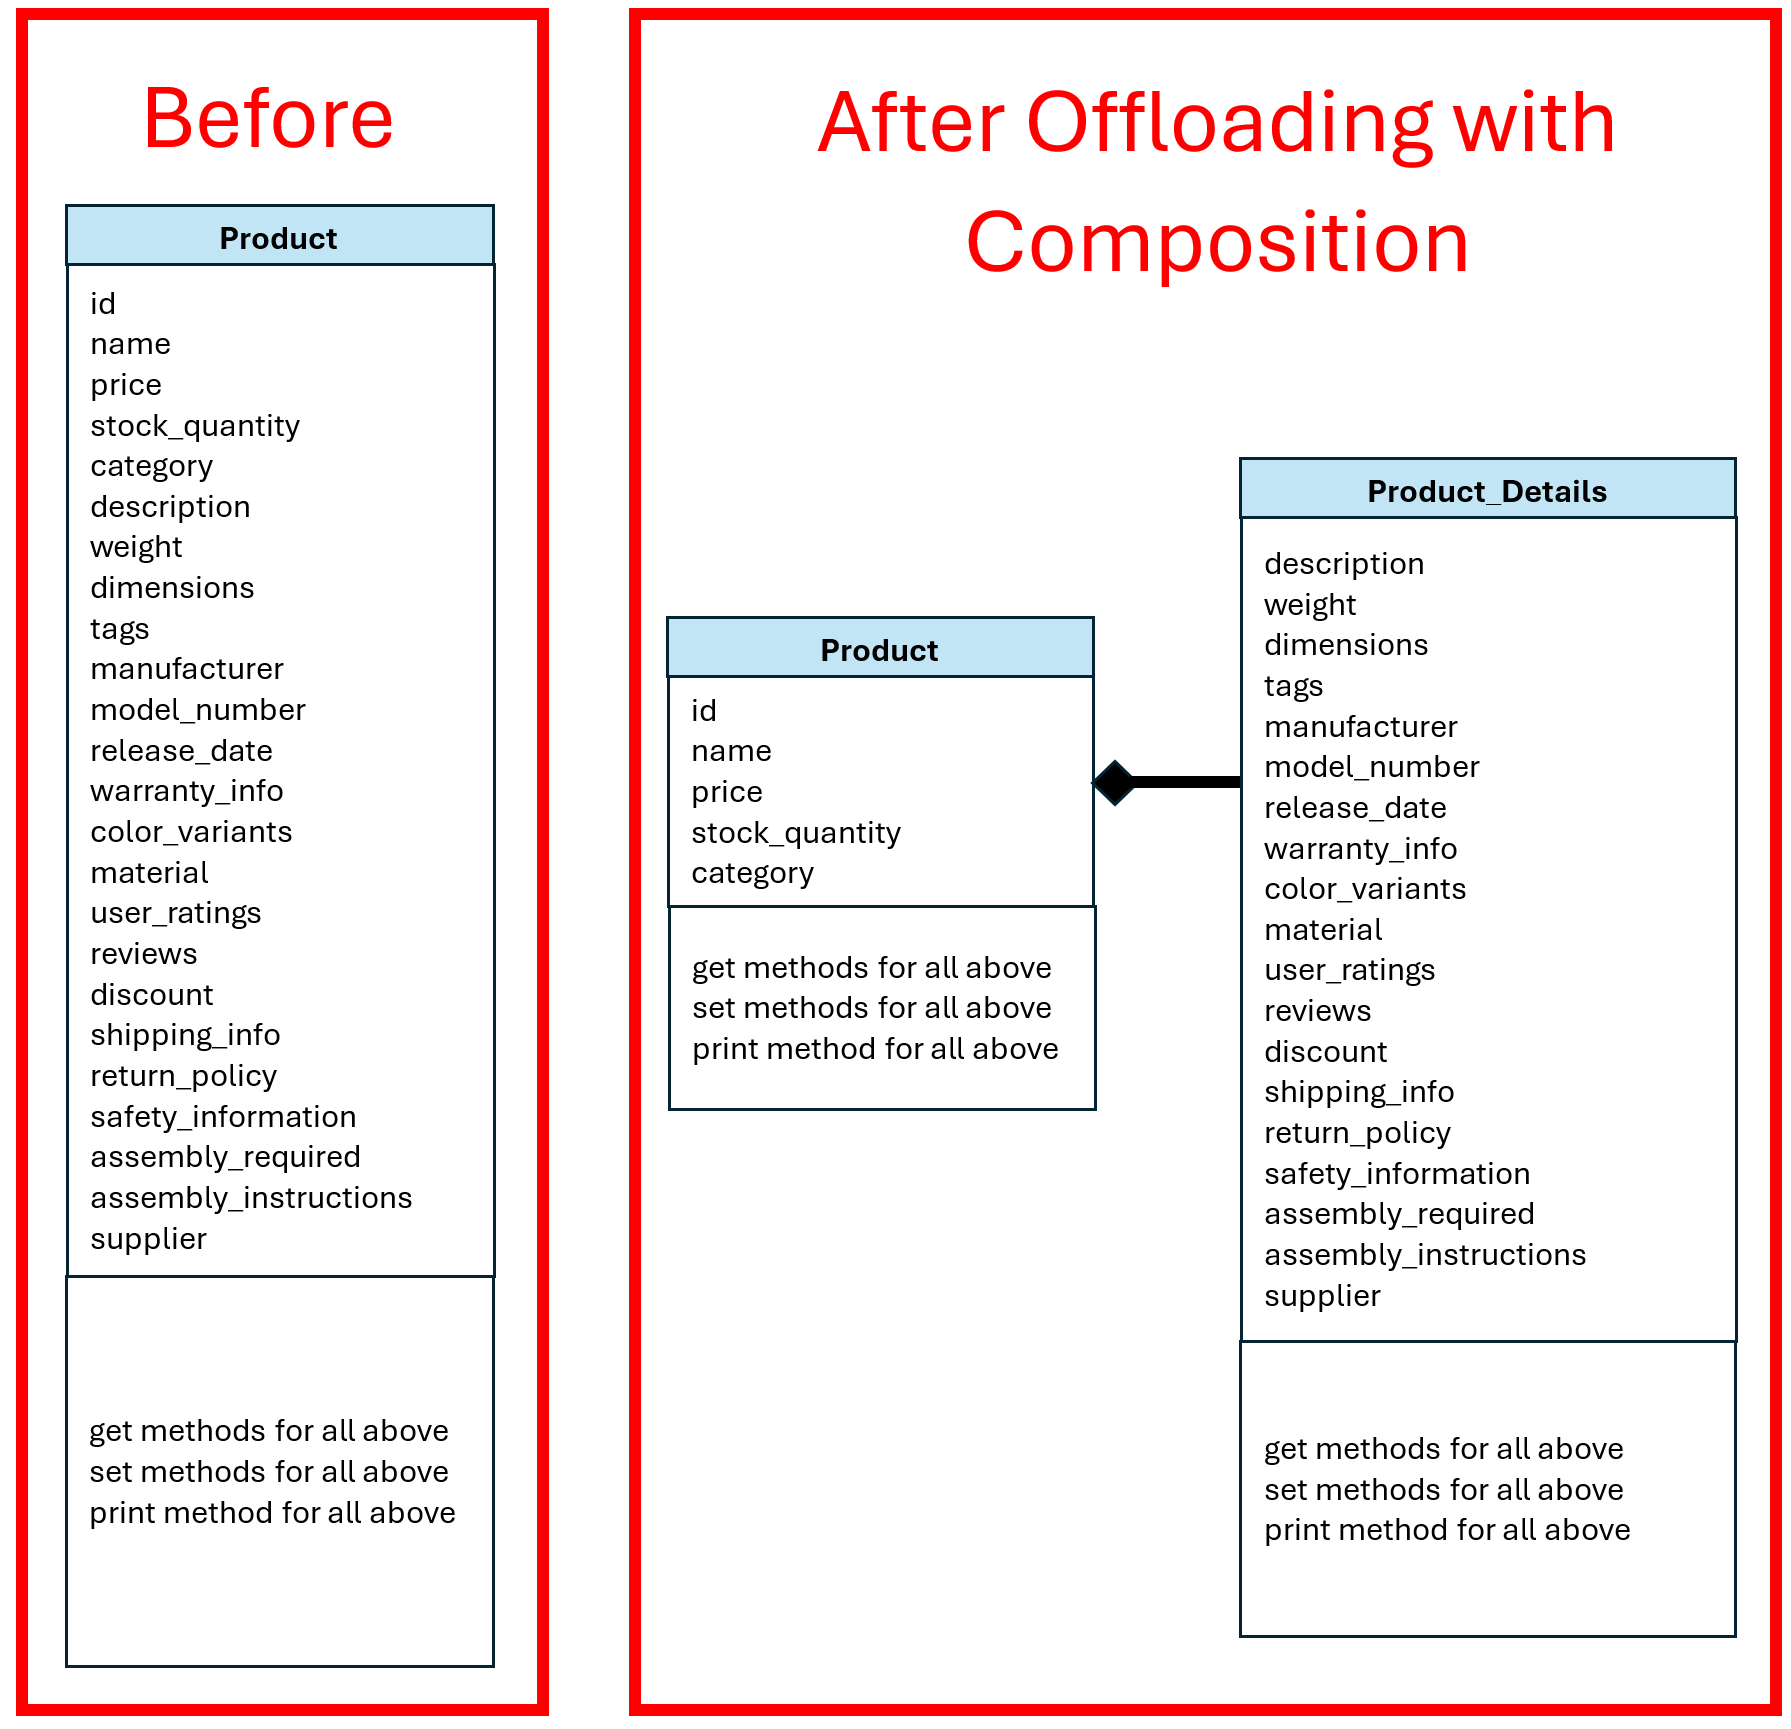 Before
Product
id
name
price
stock_quantity
category
description
weight
dimensions
tags
manufacturer
model_number
release_date
warranty_info
color_variants
material
user_ratings
reviews
discount
shipping_info
return_policy
safety_information
assembly_required
assembly_instructions
supplier
get methods for all above
set methods for all above
print method for all above
After Offloading with
Composition
Product
id
name
price
stock_quantity
category
get methods for all above
set methods for all above
print method for all above
Product_Details
description
weight
dimensions
tags
manufacturer
model_number
release_date
warranty_info
color_variants
material
user_ratings
reviews
discount
shipping_info
return_policy
safety_information
assembly_required
assembly_instructions
supplier
get methods for all above
set methods for all above
print method for all above